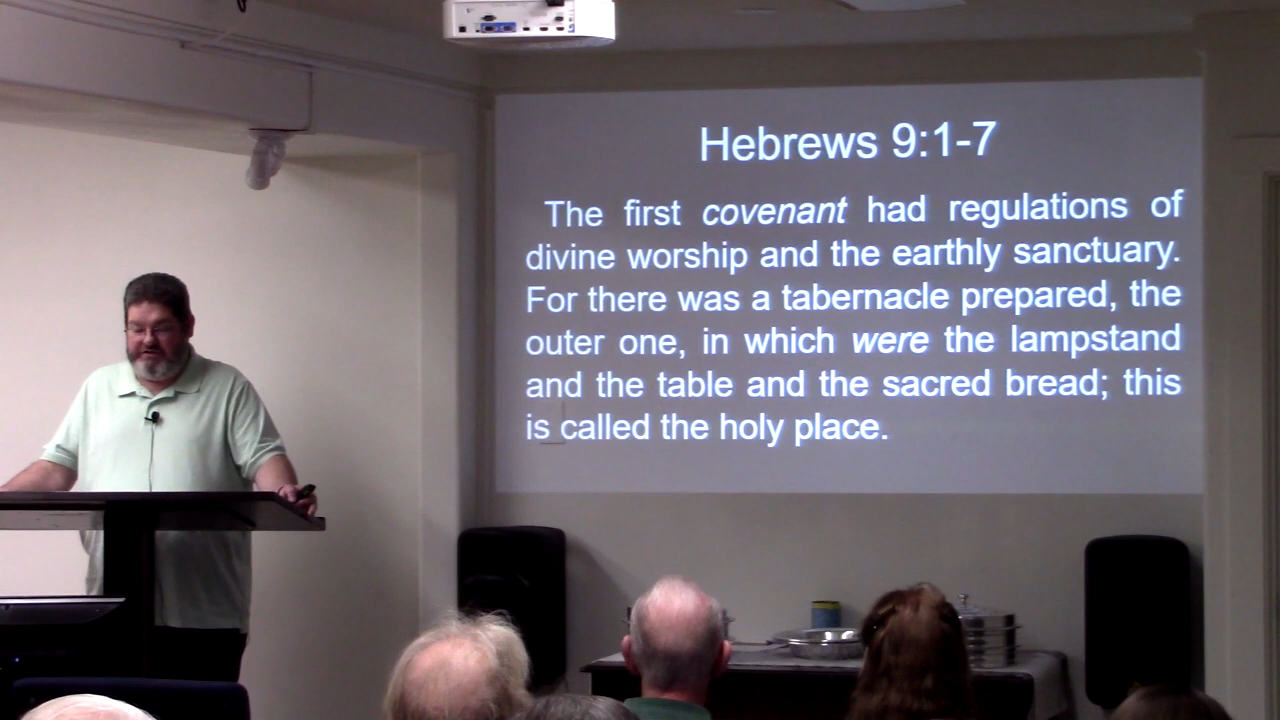 Hebrews 9:1-7
The first covenant had regulations of
divine worship and the earthly sanctuary.
For there was a tabernacle prepared, the
outer one, in which were the lampstand
and the table and the sacred bread; this
is called the holy place.